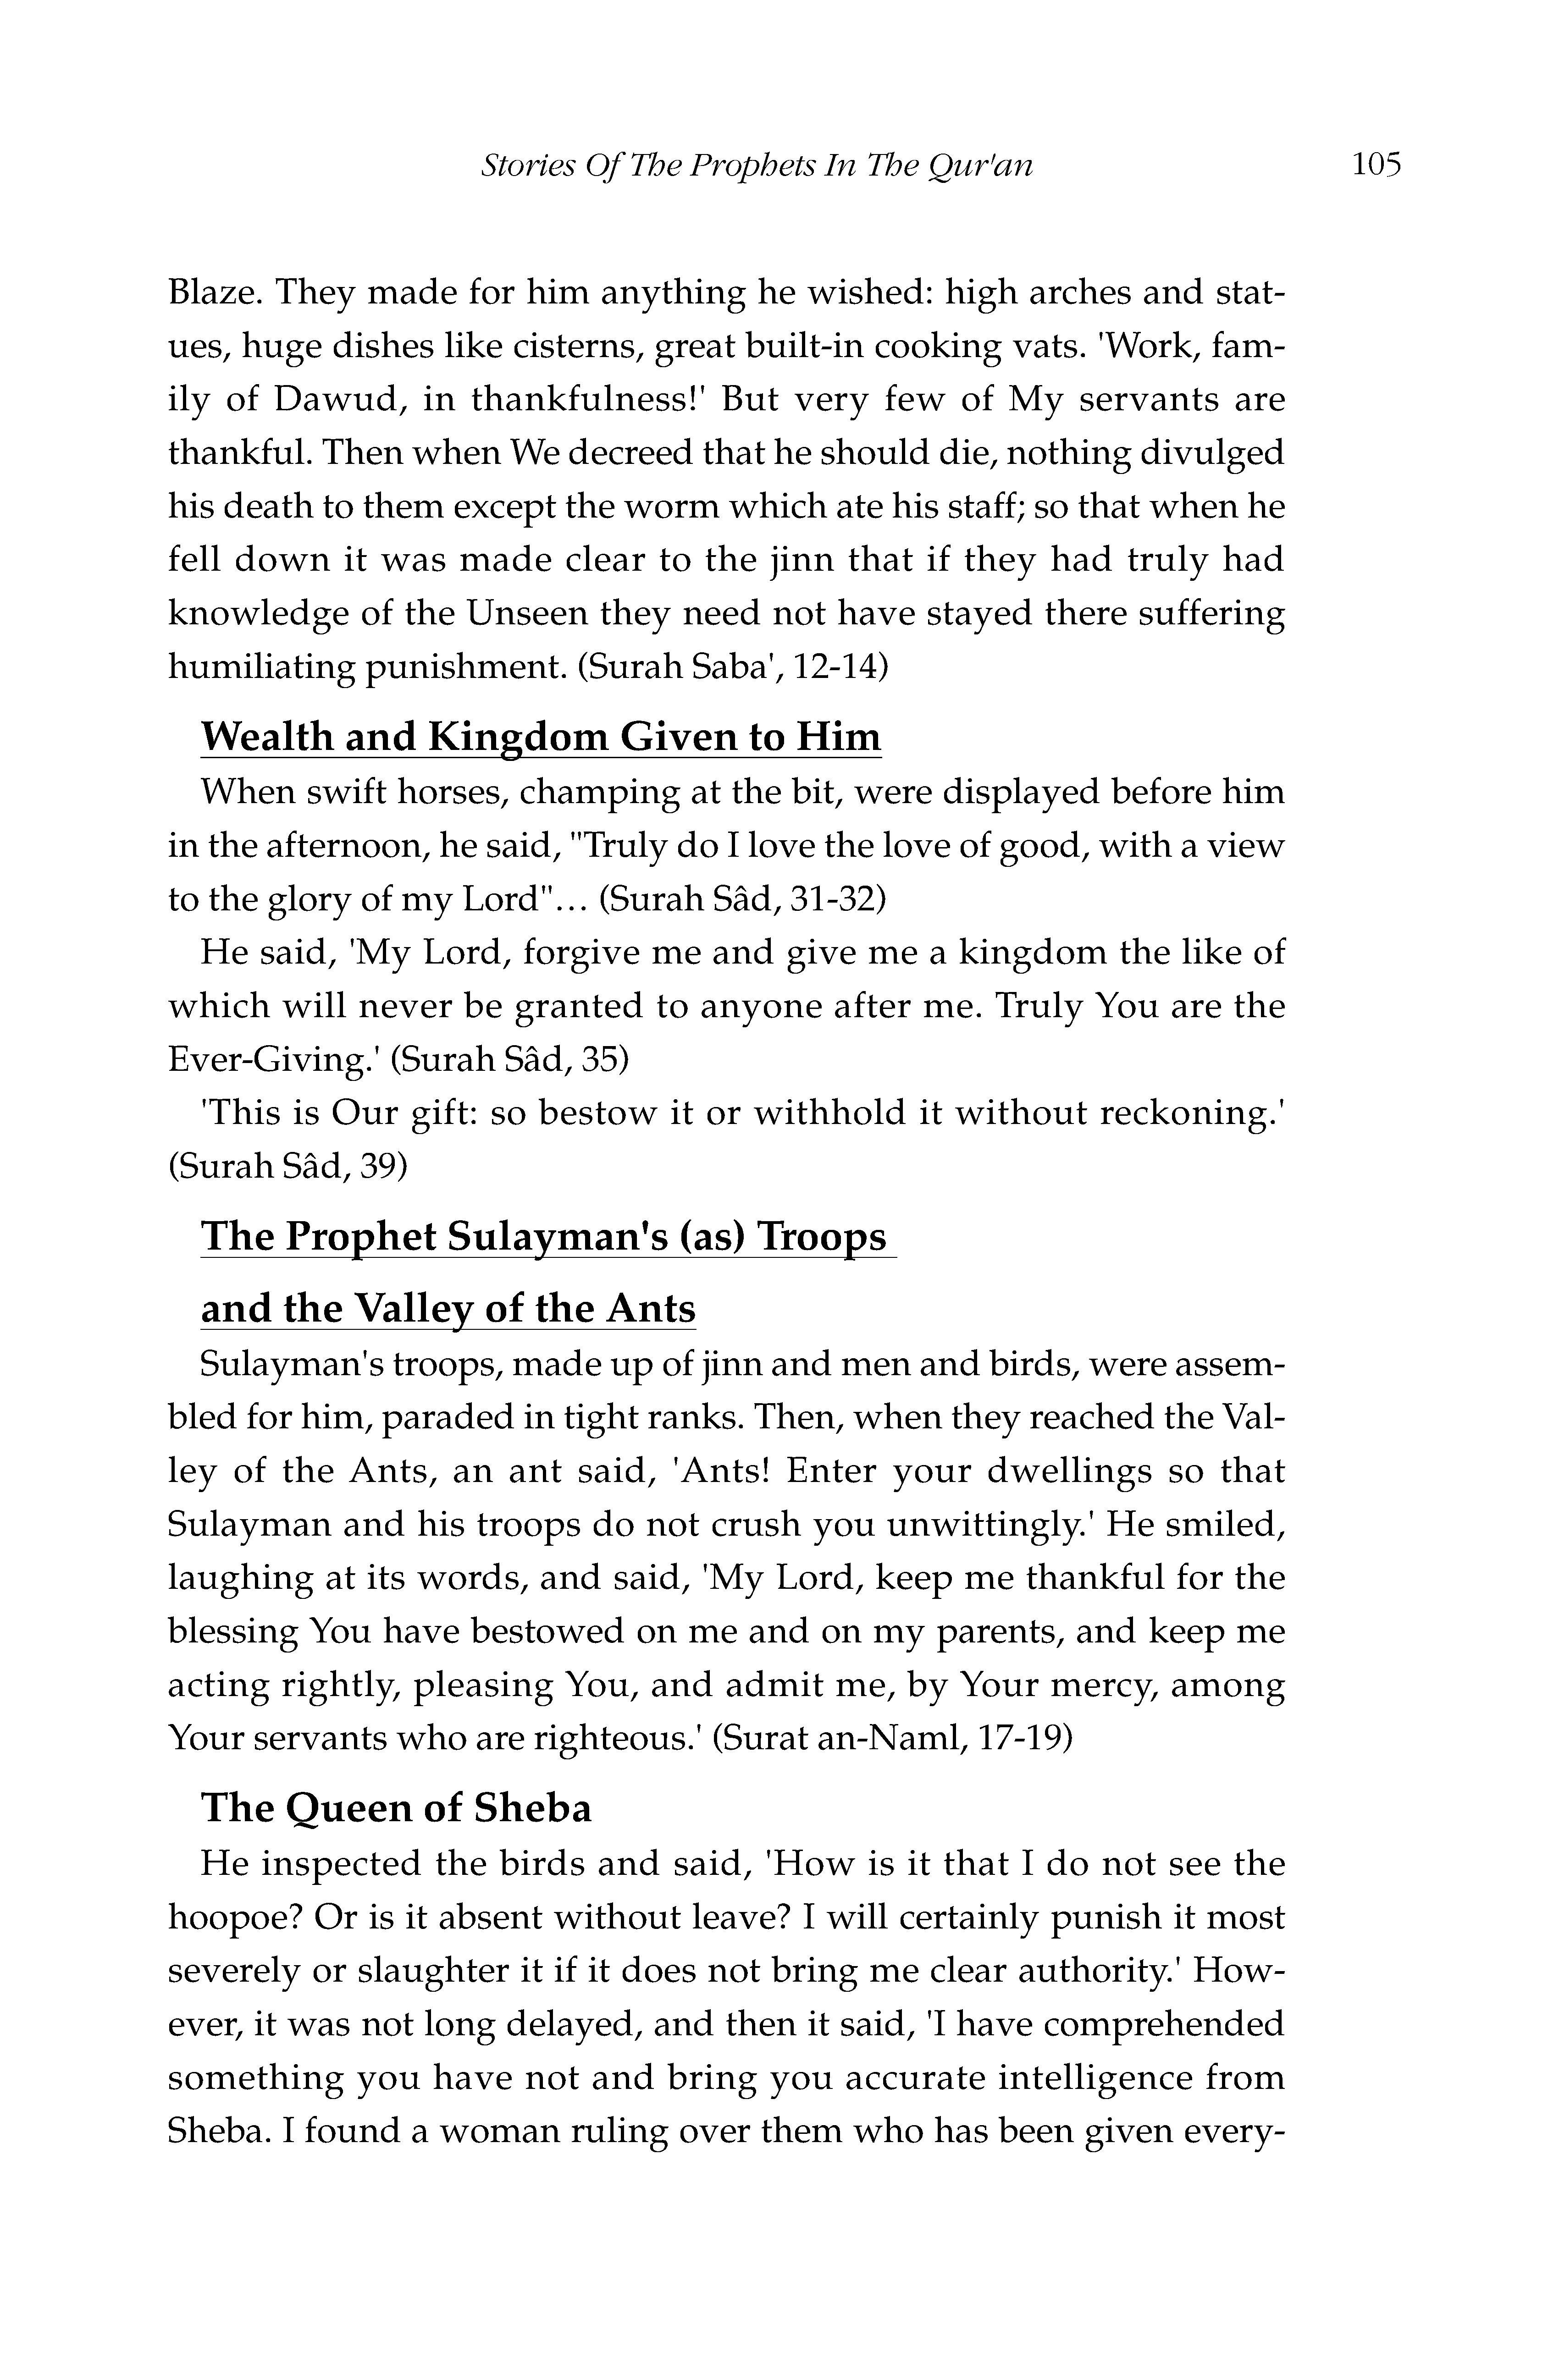 Stories Of The Prophets In The Qur'an 105
Blaze. They made for him anything he wished: high arches and stat-
ues, huge dishes like cisterns, great built-in cooking vats. 'Work, fam-
ily of Dawud, in thankfulness!' But very few of My servants are
thankful. Then when We decreed that he should die, nothing divulged
his death to them except the worm which ate his staff; so that when he
fell down it was made clear to the jinn that if they had truly had
knowledge of the Unseen they need not have stayed there suffering
humiliating punishment. (Surah Saba', 12-14)
Wealth and Kingdom Given to Him
When swift horses, champing at the bit, were displayed before him
in the afternoon, he said, "Truly do I love the love of good, with a view
to the glory of my Lord"… (Surah Sâd, 31-32)
He said, 'My Lord, forgive me and give me a kingdom the like of
which will never be granted to anyone after me. Truly You are the
Ever-Giving.' (Surah Sâd, 35)
'This is Our gift: so bestow it or withhold it without reckoning.'
(Surah Sâd, 39)
The Prophet Sulayman's (as) Troops
and the Valley of the Ants
Sulayman's troops, made up of jinn and men and birds, were assem-
bled for him, paraded in tight ranks. Then, when they reached the Val-
ley of the Ants, an ant said, 'Ants! Enter your dwellings so that
Sulayman and his troops do not crush you unwittingly.' He smiled,
laughing at its words, and said, 'My Lord, keep me thankful for the
blessing You have bestowed on me and on my parents, and keep me
acting rightly, pleasing You, and admit me, by Your mercy, among
Your servants who are righteous.' (Surat an-Naml, 17-19)
The Queen of Sheba
He inspected the birds and said, 'How is it that I do not see the
hoopoe? Or is it absent without leave? I will certainly punish it most
severely or slaughter it if it does not bring me clear authority.' How-
ever, it was not long delayed, and then it said, 'I have comprehended
something you have not and bring you accurate intelligence from
Sheba. I found a woman ruling over them who has been given every-